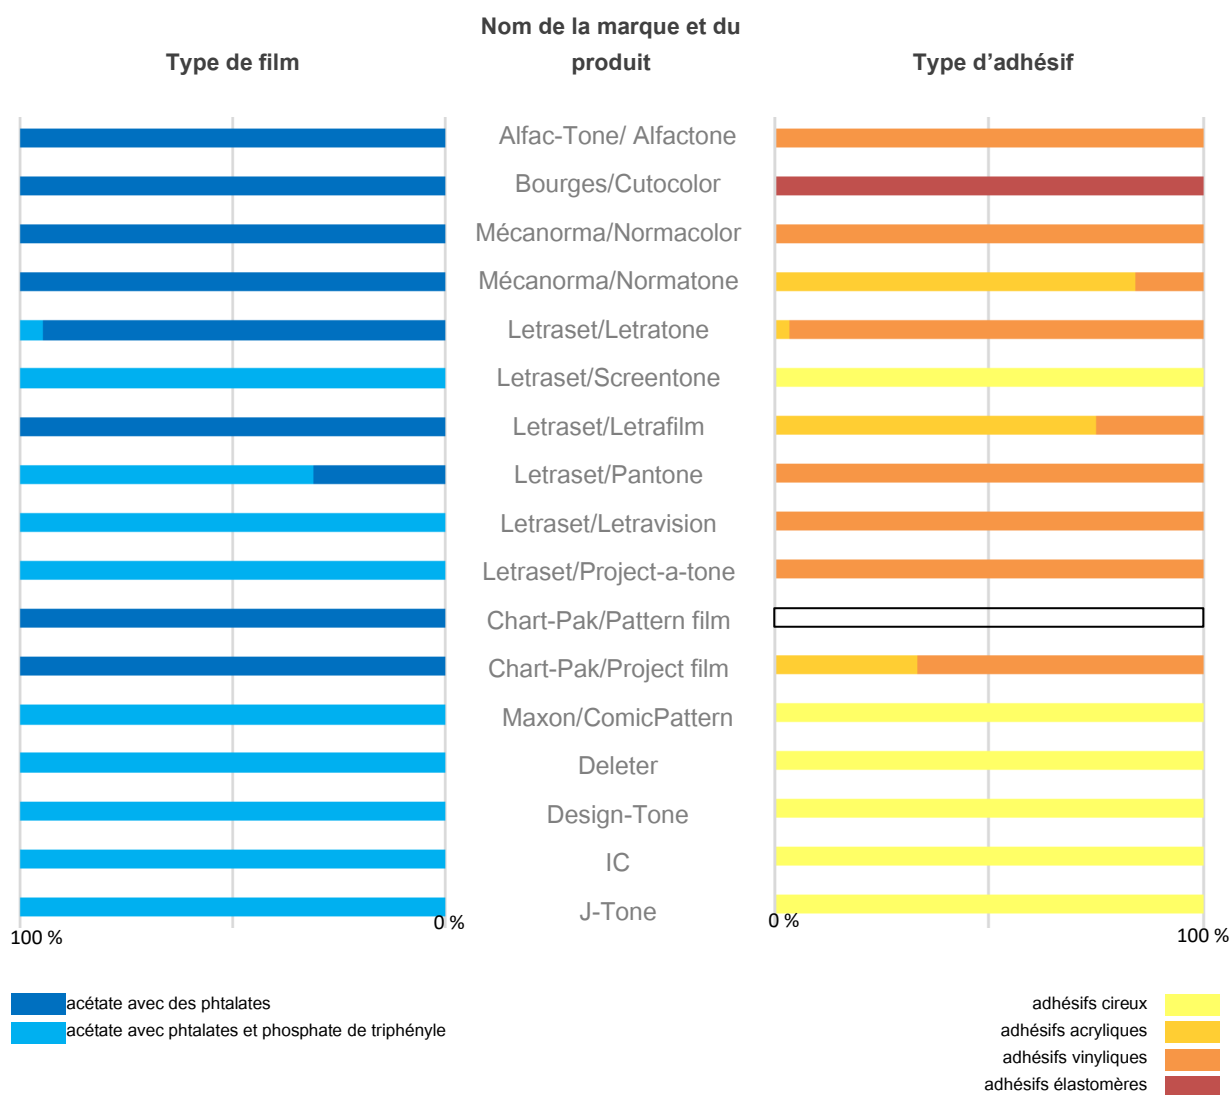 Nom de la marque et du
produit
Type de film
Type d’adhésif
Alfac-Tone/ Alfactone
Bourges/Cutocolor
Mécanorma/Normacolor
Mécanorma/Normatone
Letraset/Letratone
Letraset/Screentone
Letraset/Letrafilm
Letraset/Pantone
Letraset/Letravision
Letraset/Project-a-tone
Chart-Pak/Pattern film
Chart-Pak/Project film
Maxon/ComicPattern
Deleter
Design-Tone
IC
J-Tone
100 %
0 %
0 %
100 %
acétate avec des phtalates
acétate avec phtalates et phosphate de triphényle
adhésifs cireux
adhésifs acryliques
adhésifs vinyliques
adhésifs élastomères